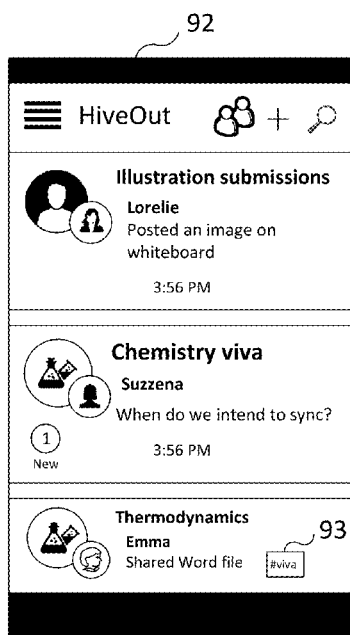 92
HiveOut
Illustration submissions
Lorelie
Posted an image on
whiteboard
3:56 PM
Chemistry viva
Suzzena
When do we intend to sync?
1
3:56 PM
New
Thermodynamics
93
Emma
Shared Word file
#viva